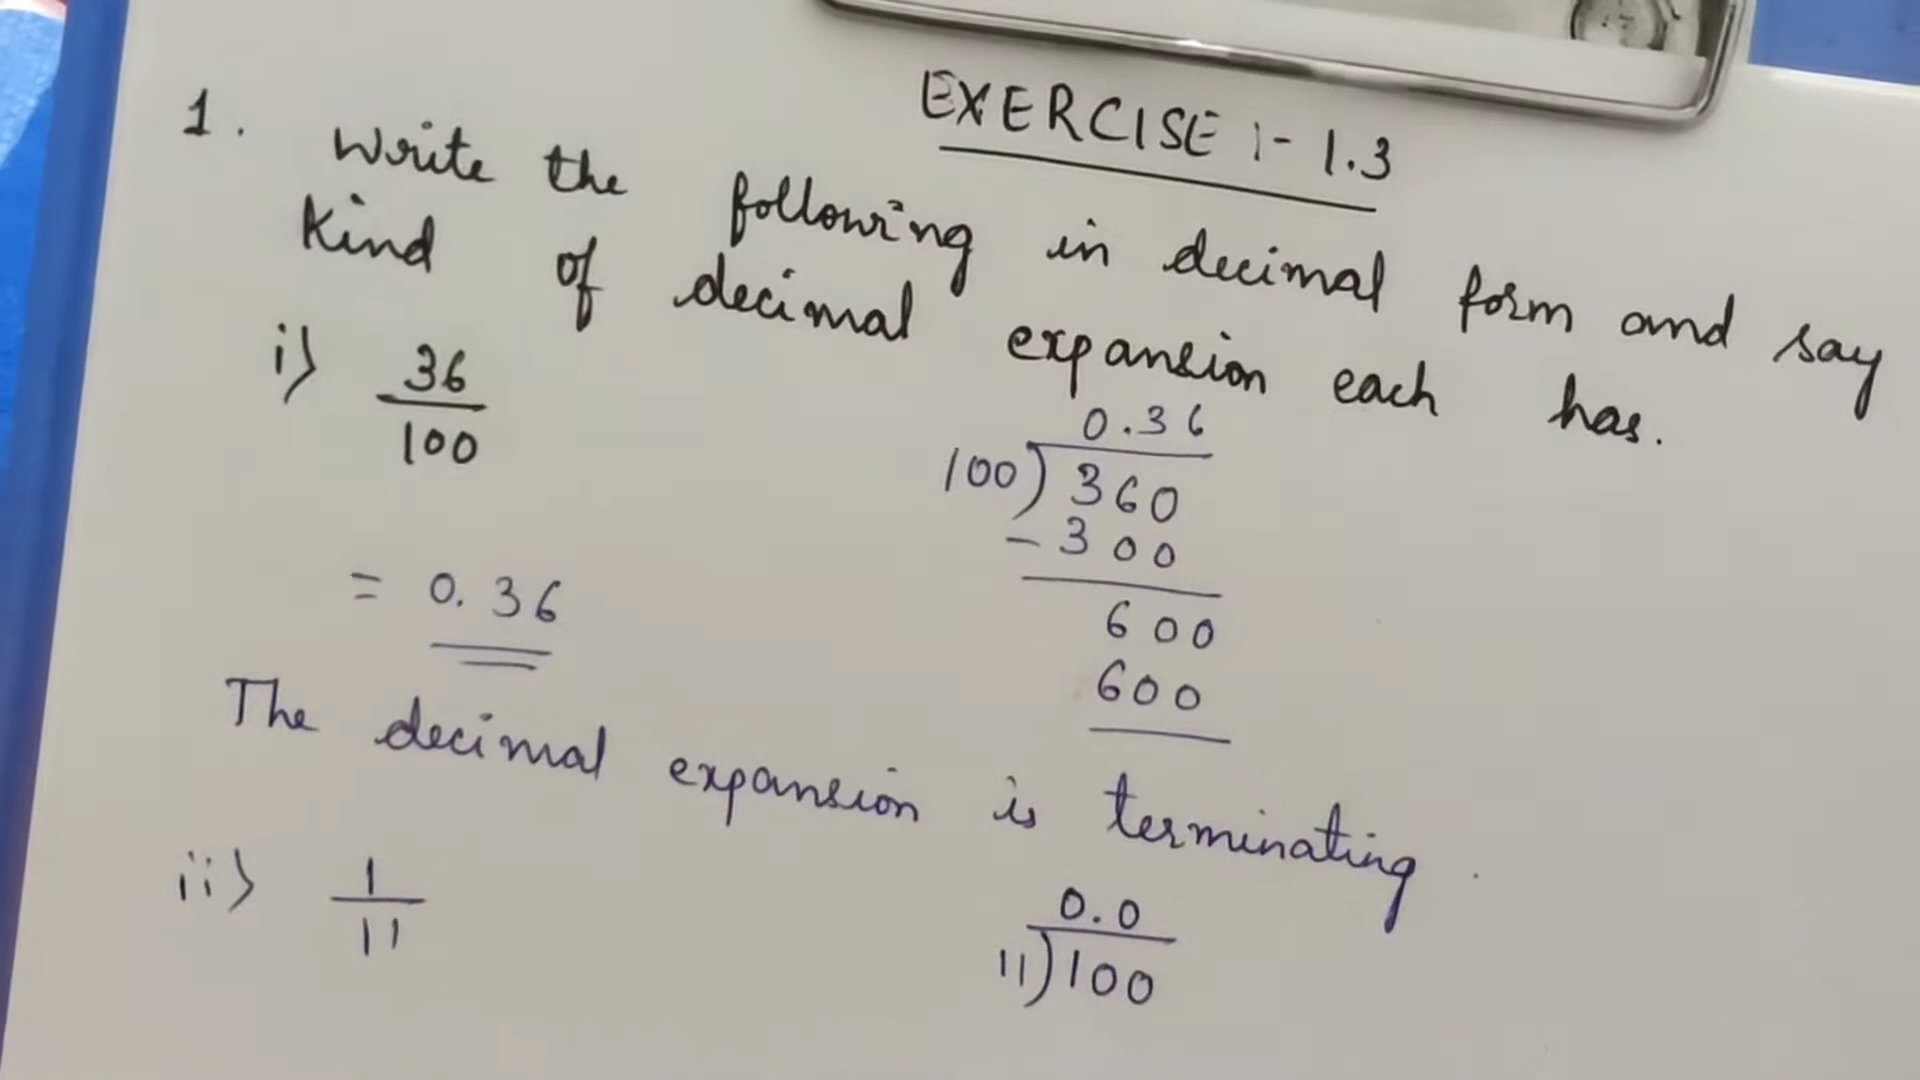 EXERCISE :- 1.3
1. Write the following in decimal form and say
Kind of decimal expansion each has.
i) 36
100
0.36
100) 360
- 300
600
600
= 0.36
The decimal expansion is terminating.
ii) 1
11
0.0
11) 100